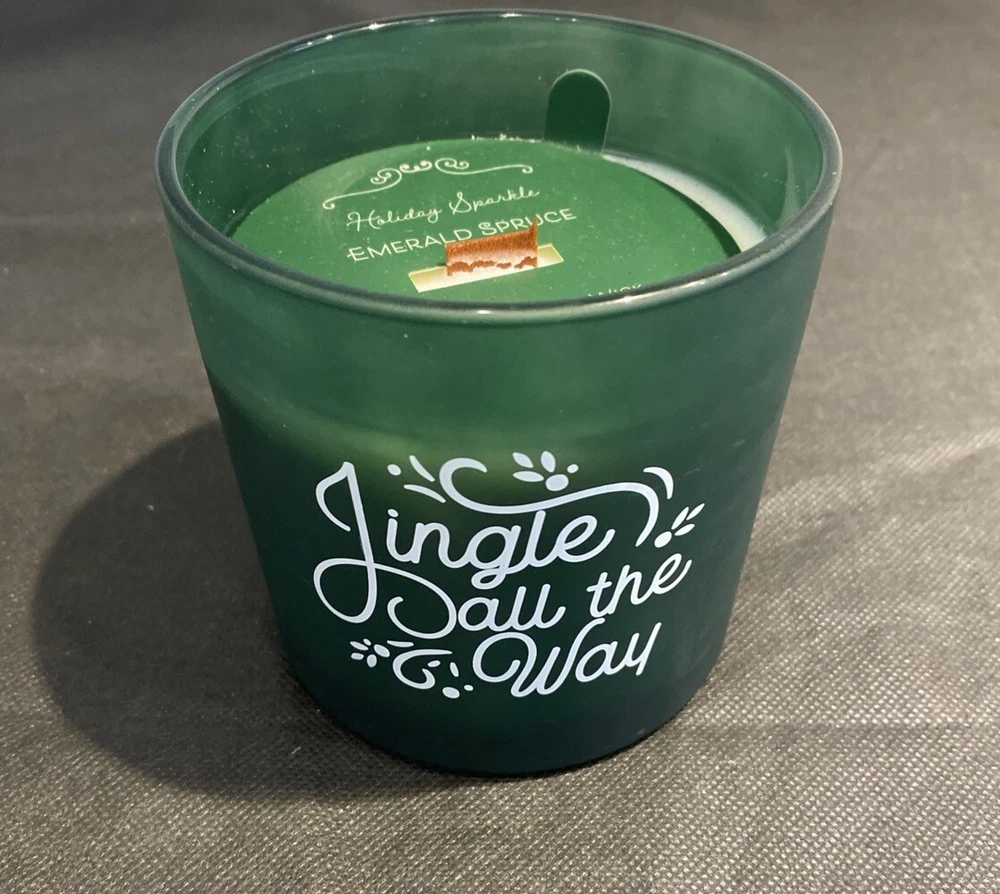 Holiday Sparkle
EMERALD SPRUCE
Jingle
all the
Way